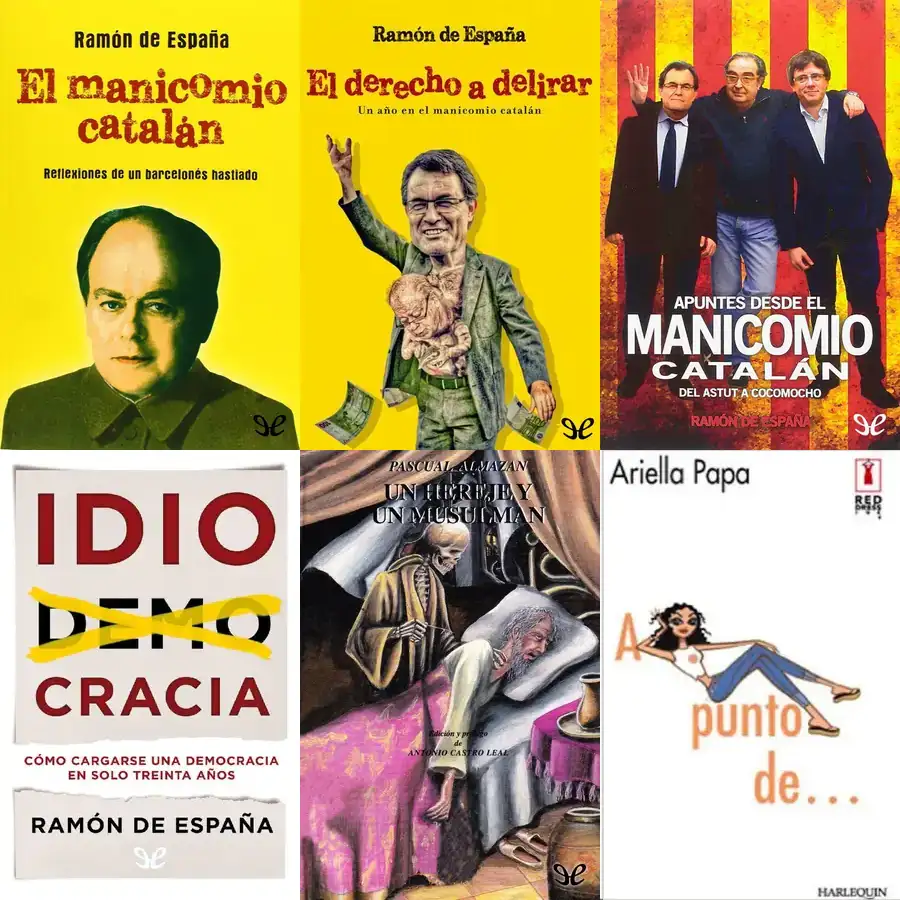 Ramón de España
El manicomio
catalán
Reflexiones de un barcelonés hastiado
Ramón de España
El derecho a delirar
Un año en el manicomio catalán
APUNTES DESDE EL
MANICOMIO
CATALÁN
DEL ASTUT A COCOMOCHO
RAMÓN DE ESPAÑA
IDIO
DEMO
CRACIA
CÓMO CARGARSE UNA DEMOCRACIA
EN SOLO TREINTA AÑOS
RAMÓN DE ESPAÑA
PASCUAL ALMAZÁN
UN HEREJE Y
UN MUSULMÁN
Edición y prólogo
de
ANTONIO CASTRO LEAL
Ariella Papa
RED
DRESS
INK
A
punto
de...
HARLEQUIN